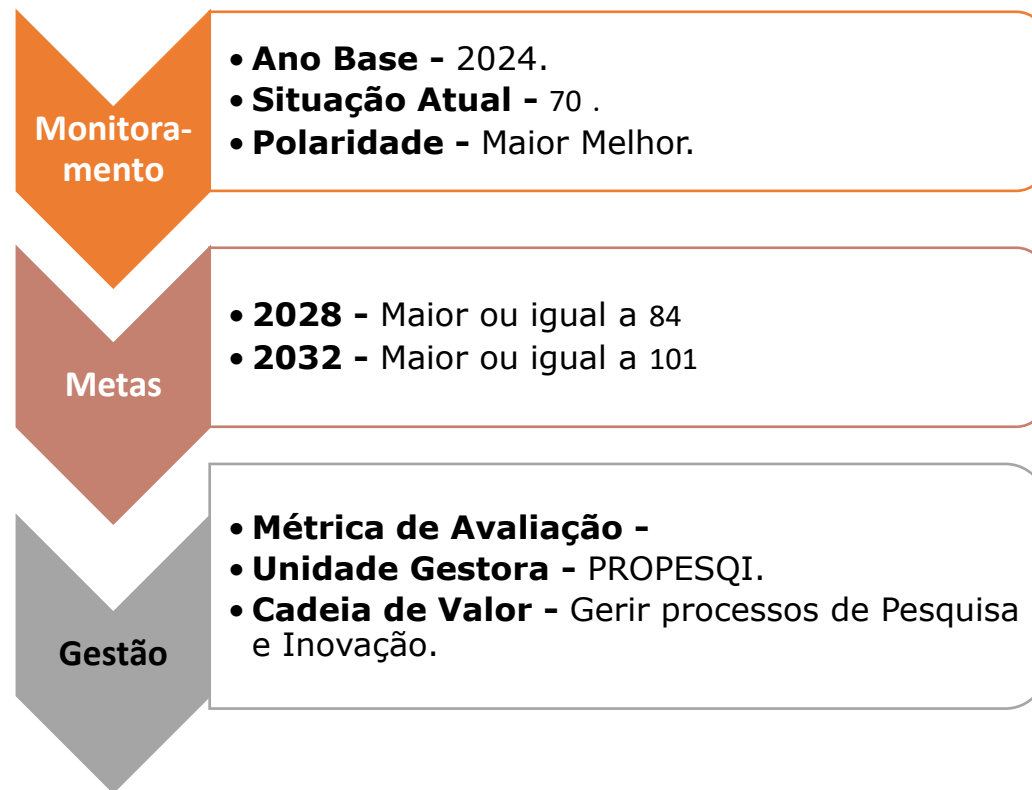 Monitora-
mento
• Ano Base - 2024.
• Situação Atual - 70 .
• Polaridade - Maior Melhor.
Metas
• 2028 - Maior ou igual a 84
• 2032 - Maior ou igual a 101
Gestão
• Métrica de Avaliação -
• Unidade Gestora - PROPESQI.
• Cadeia de Valor - Gerir processos de Pesquisa
e Inovação.